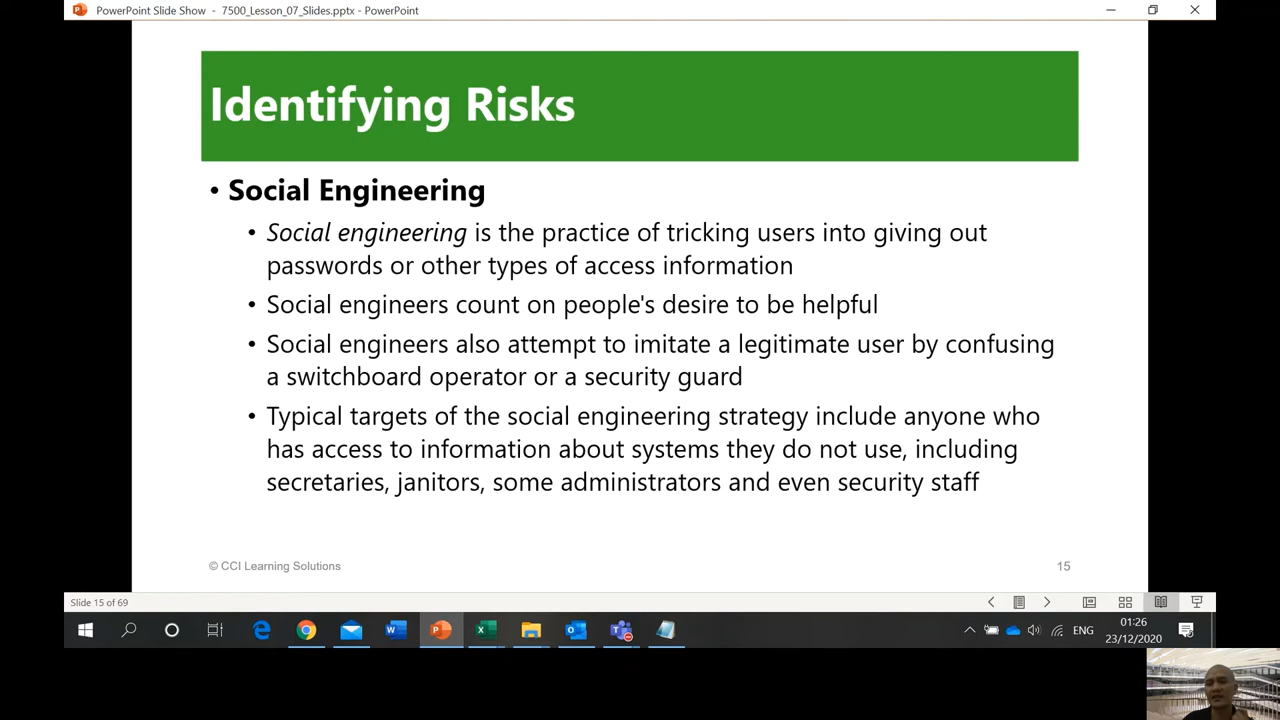 PowerPoint Slide Show - 7500_Lesson_07_Slides.pptx - PowerPoint
Identifying Risks
• Social Engineering
• Social engineering is the practice of tricking users into giving out
passwords or other types of access information
• Social engineers count on people's desire to be helpful
• Social engineers also attempt to imitate a legitimate user by confusing
a switchboard operator or a security guard
• Typical targets of the social engineering strategy include anyone who
has access to information about systems they do not use, including
secretaries, janitors, some administrators and even security staff
© CCI Learning Solutions
15
Slide 15 of 69
ENG
01:26
23/12/2020